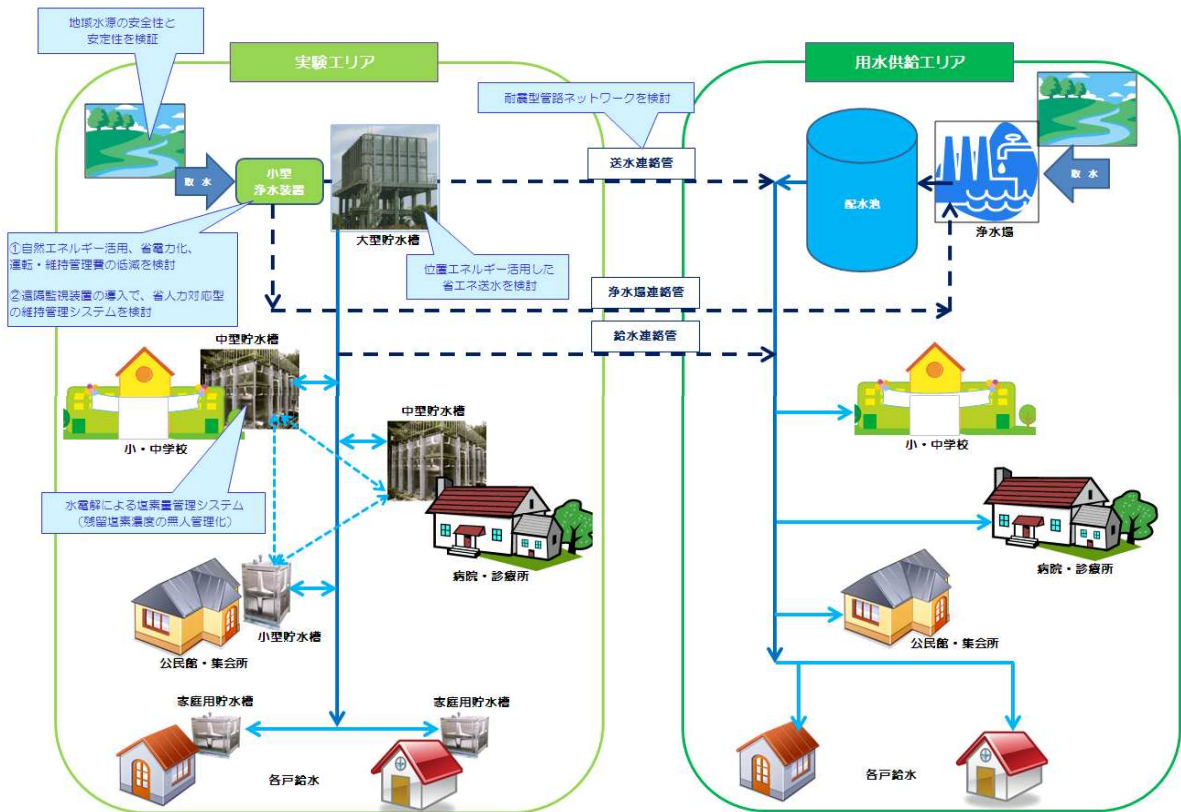 地域水源の安全性と
安定性を検証
実験エリア
用水供給エリア
耐震型管路ネットワークを検討
取 水
小型
浄水装置
大型貯水槽
送水連絡管
配水池
浄水場
取 水
①自然エネルギー活用、省電力化、
運転・維持管理費の低減を検討
②遠隔監視装置の導入で、省人力対応型
の維持管理システムを検討
位置エネルギー活用した
省エネ送水を検討
浄水場連絡管
給水連絡管
中型貯水槽
小・中学校
中型貯水槽
小・中学校
水電解による塩素量管理システム
（残留塩素濃度の無人管理化）
病院・診療所
病院・診療所
小型貯水槽
公民館・集会所
公民館・集会所
家庭用貯水槽
家庭用貯水槽
各戸給水
各戸給水